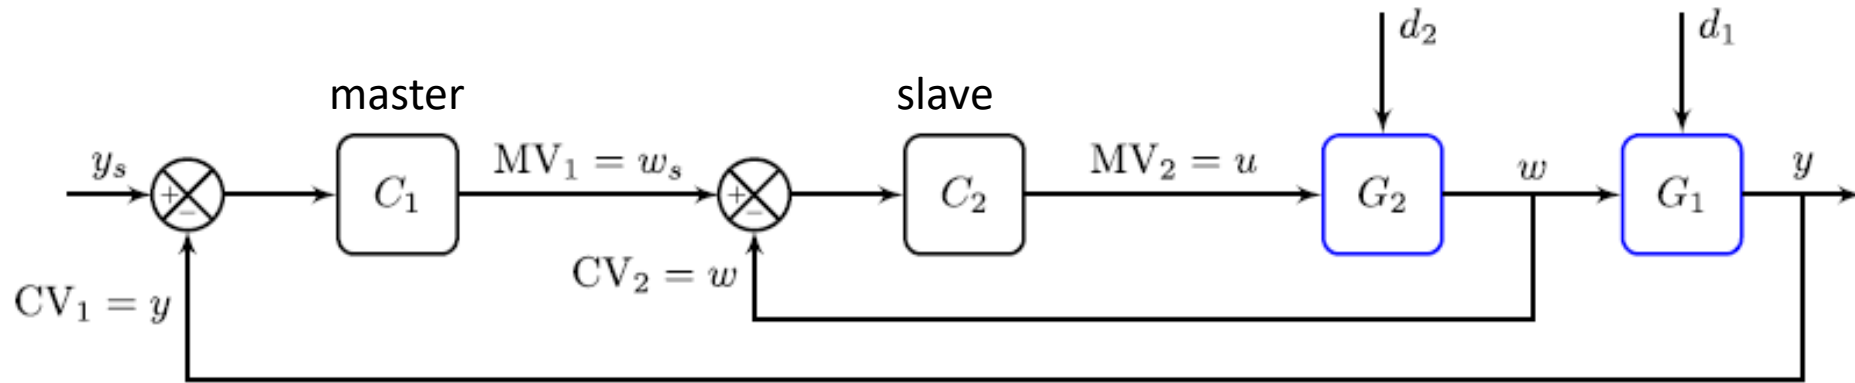 d₂
d₁
master
slave
yₛ
MV₁ = wₛ
MV₂ = u
w
y
+
−
C₁
+
−
C₂
G₂
G₁
CV₂ = w
CV₁ = y